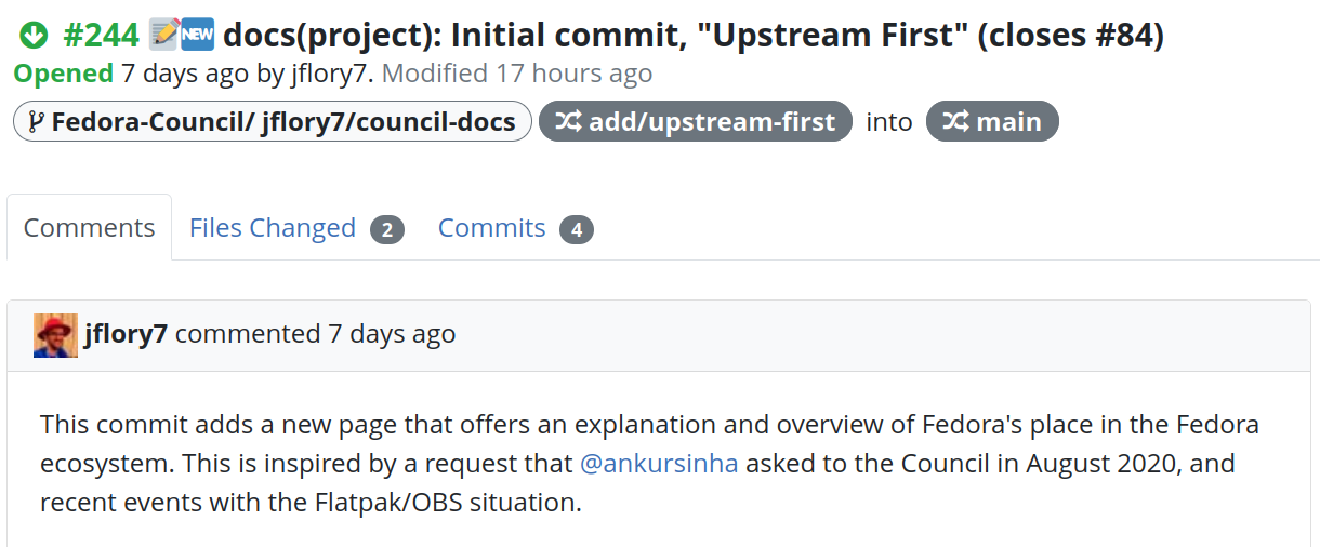 #244 📝🆕 docs(project): Initial commit, "Upstream First" (closes #84)
Opened 7 days ago by jflory7. Modified 17 hours ago
Fedora-Council/ jflory7/council-docs add/upstream-first into main
Comments Files Changed 2 Commits 4
jflory7 commented 7 days ago
This commit adds a new page that offers an explanation and overview of Fedora's place in the Fedora
ecosystem. This is inspired by a request that @ankursinha asked to the Council in August 2020, and
recent events with the Flatpak/OBS situation.